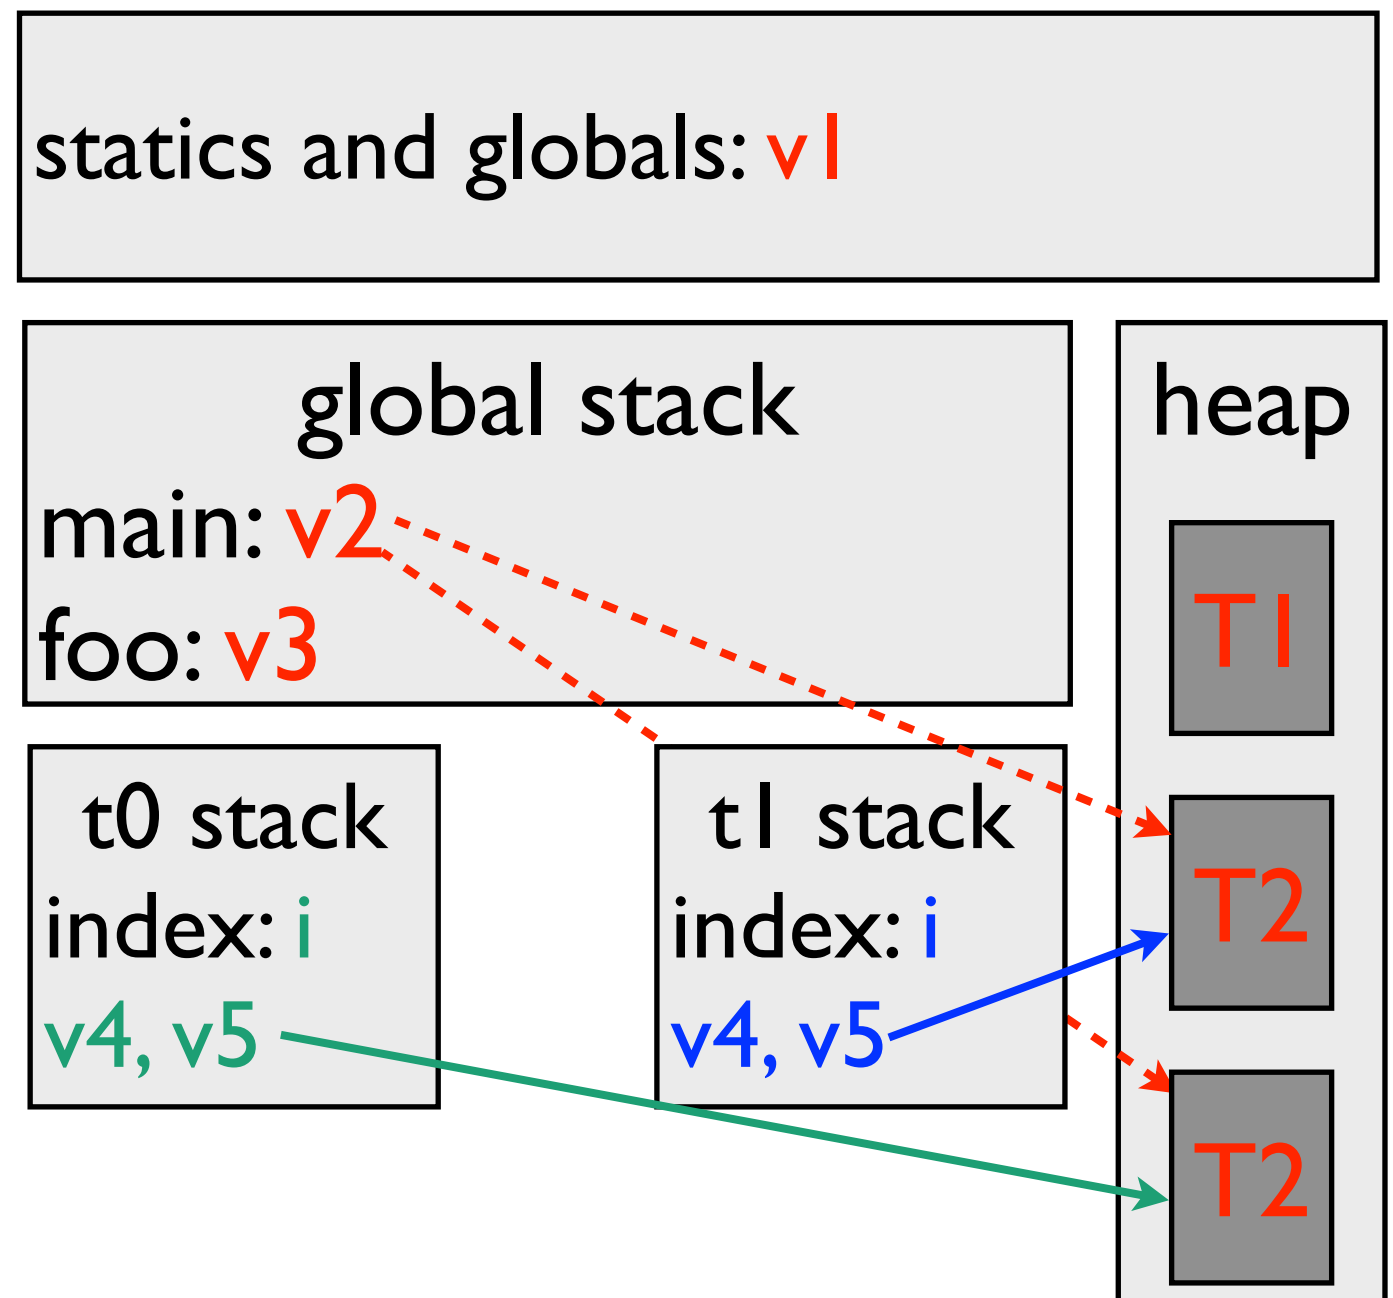 statics and globals: v1
global stack
main: v2
foo: v3
heap
T1
T2
T2
t0 stack
index: i
v4, v5
t1 stack
index: i
v4, v5